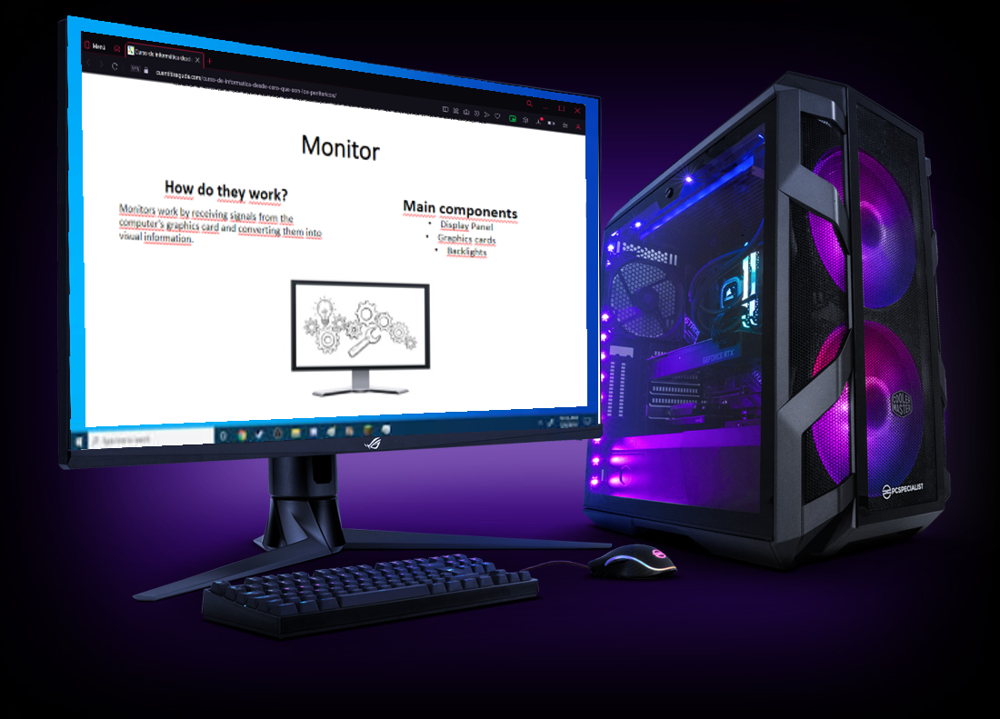 Menú
Curso de informática desde
cuentitaaguda.com/curso-de-informatica-desde-cero-que-son-los-perifericos/
Monitor
How do they work?
Monitors work by receiving signals from the
computer's graphics card and converting them into
visual information.
Main components
• Display Panel
• Graphics cards
• Backlights
Type here to search
GEFORCE RTX
COOLER
MASTER
PCSPECIALIST